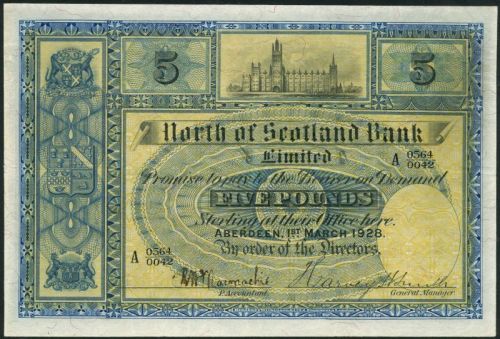 5 5
North of Scotland Bank
Limited
A 0564
0042
Promise to pay to the Bearer on Demand
FIVE POUNDS
Sterling at their Office here.
ABERDEEN, 1ST MARCH 1928.
By order of the Directors.
A 0564
0042
P. Accountant.
General Manager.